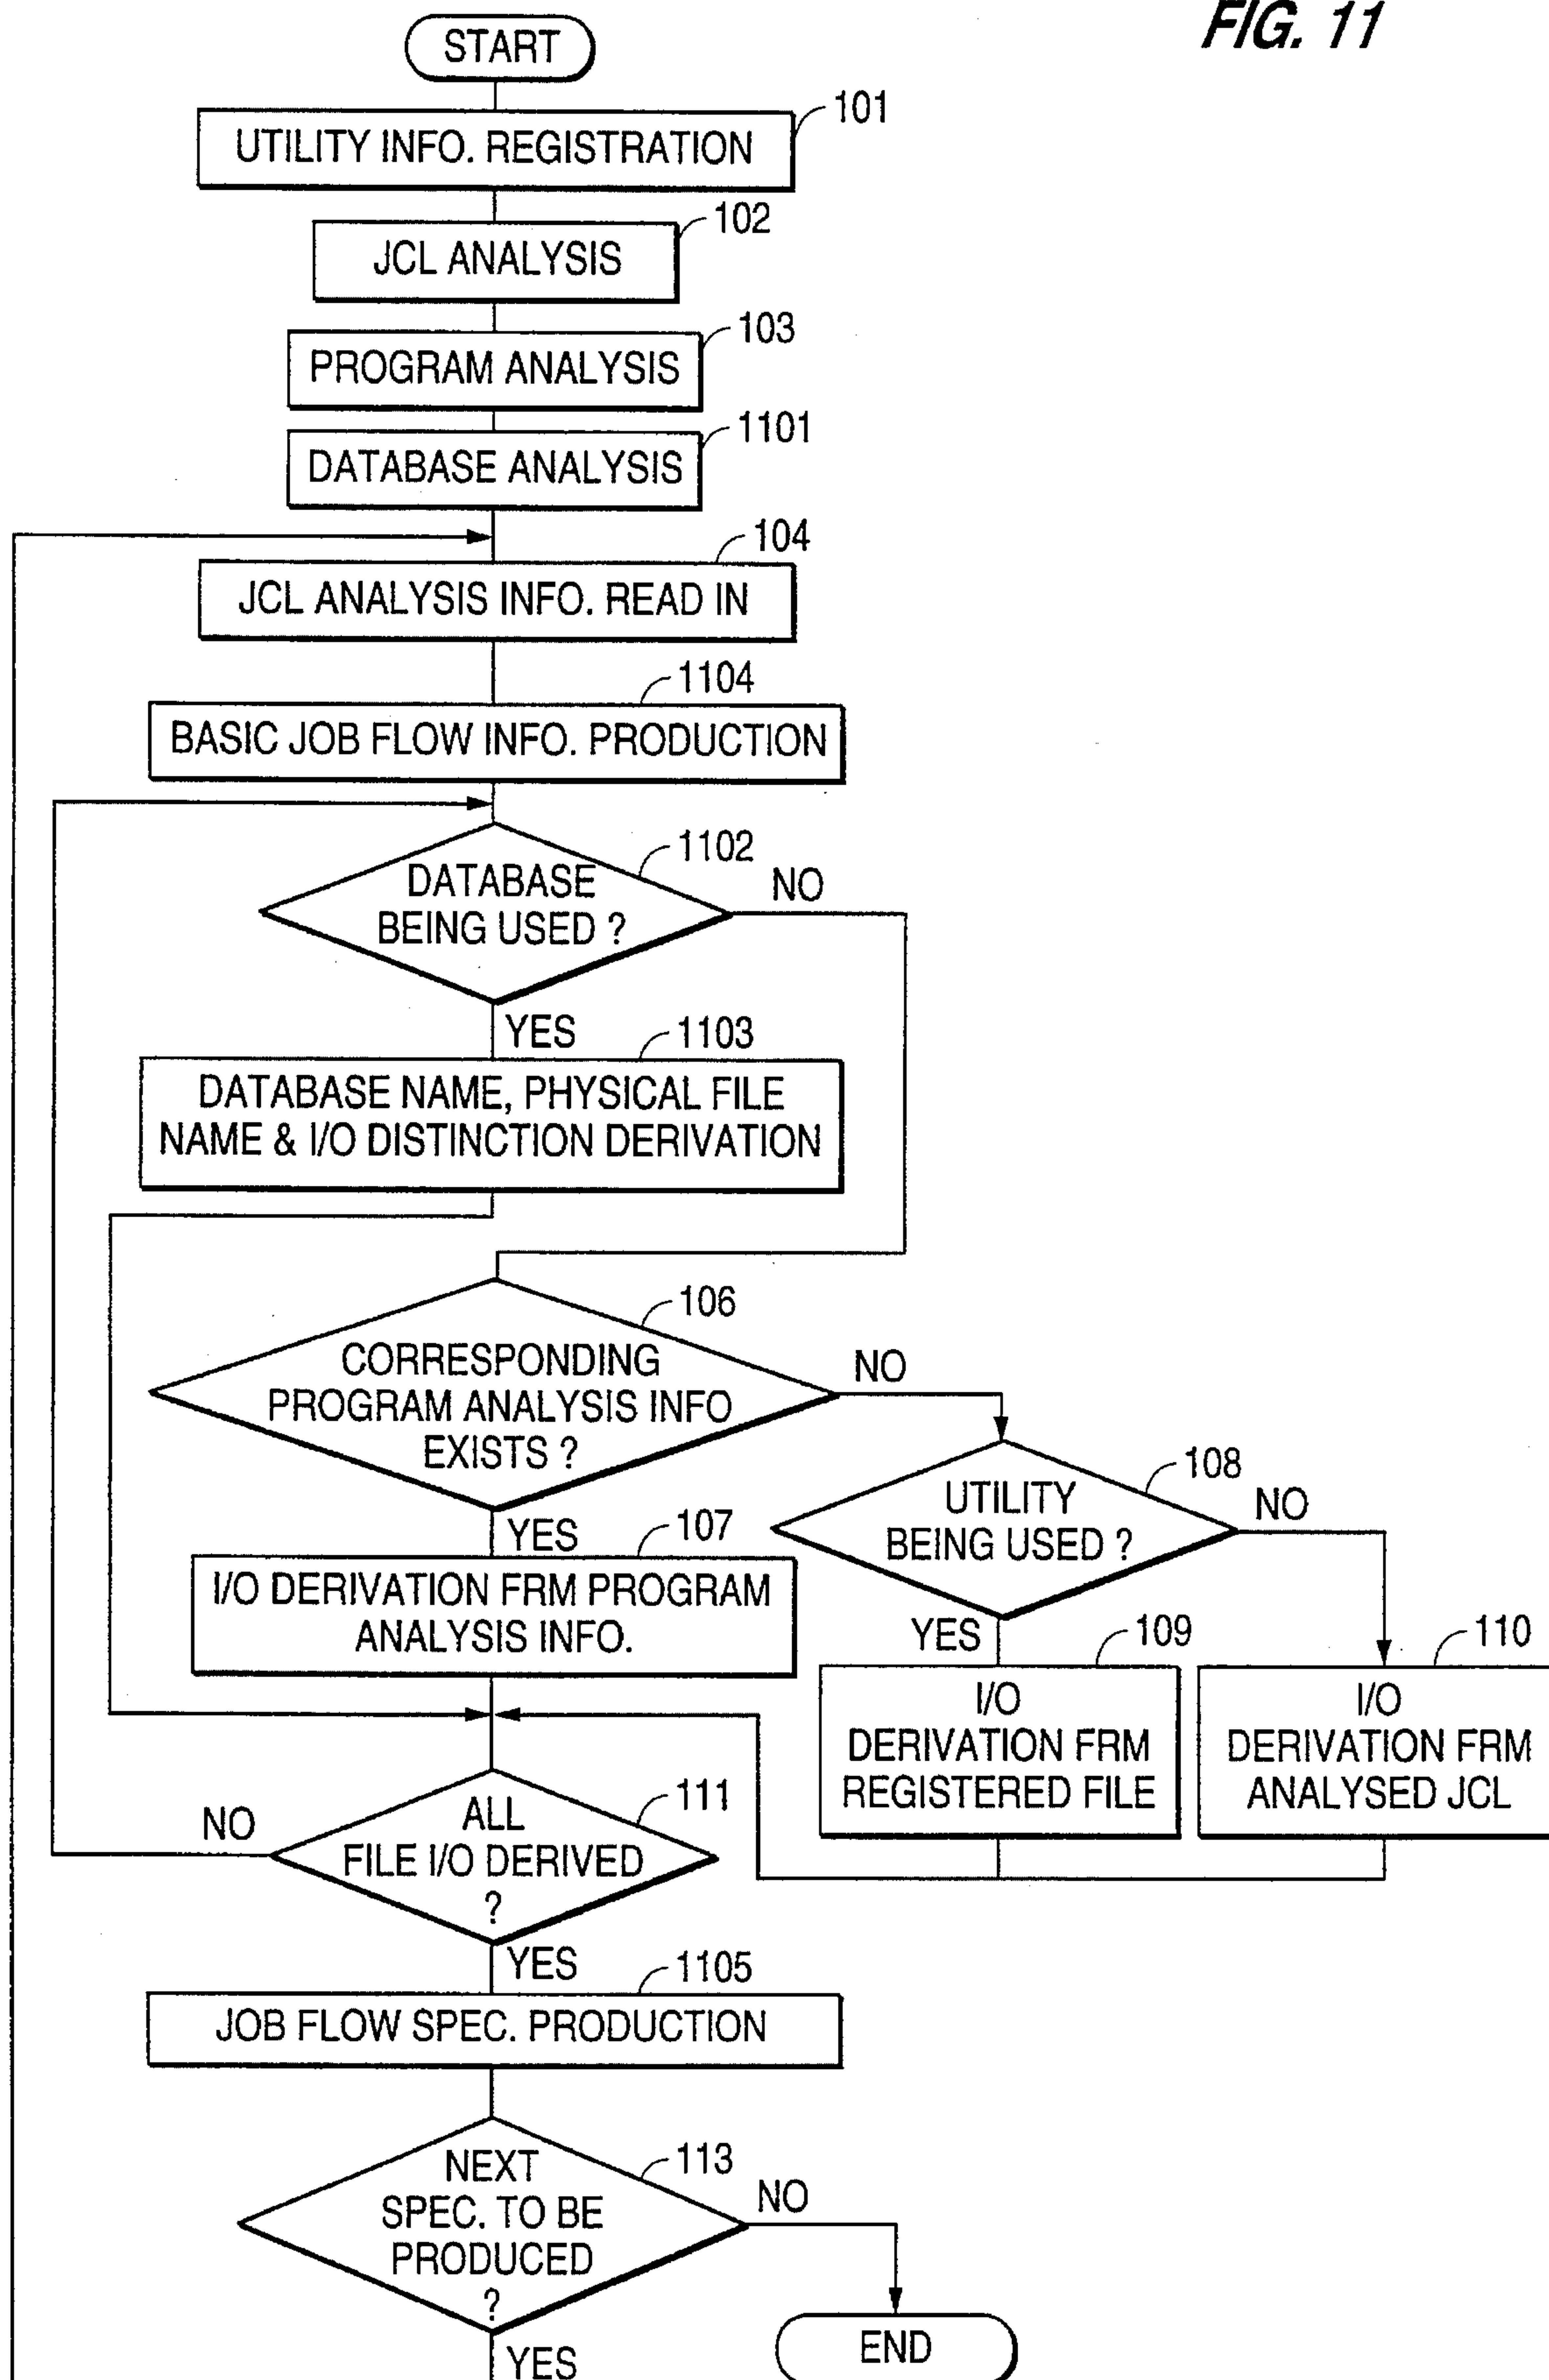 FIG. 11
START
101
UTILITY INFO. REGISTRATION
102
JCL ANALYSIS
103
PROGRAM ANALYSIS
1101
DATABASE ANALYSIS
104
JCL ANALYSIS INFO. READ IN
1104
BASIC JOB FLOW INFO. PRODUCTION
1102
DATABASE
BEING USED ?
NO
YES
1103
DATABASE NAME, PHYSICAL FILE
NAME & I/O DISTINCTION DERIVATION
106
CORRESPONDING
PROGRAM ANALYSIS INFO
EXISTS ?
NO
108
UTILITY
BEING USED ?
NO
YES
107
I/O DERIVATION FRM PROGRAM
ANALYSIS INFO.
YES
109
I/O
DERIVATION FRM
REGISTERED FILE
110
I/O
DERIVATION FRM
ANALYSED JCL
111
ALL
FILE I/O DERIVED
?
NO
YES
1105
JOB FLOW SPEC. PRODUCTION
113
NEXT
SPEC. TO BE
PRODUCED
?
NO
YES
END